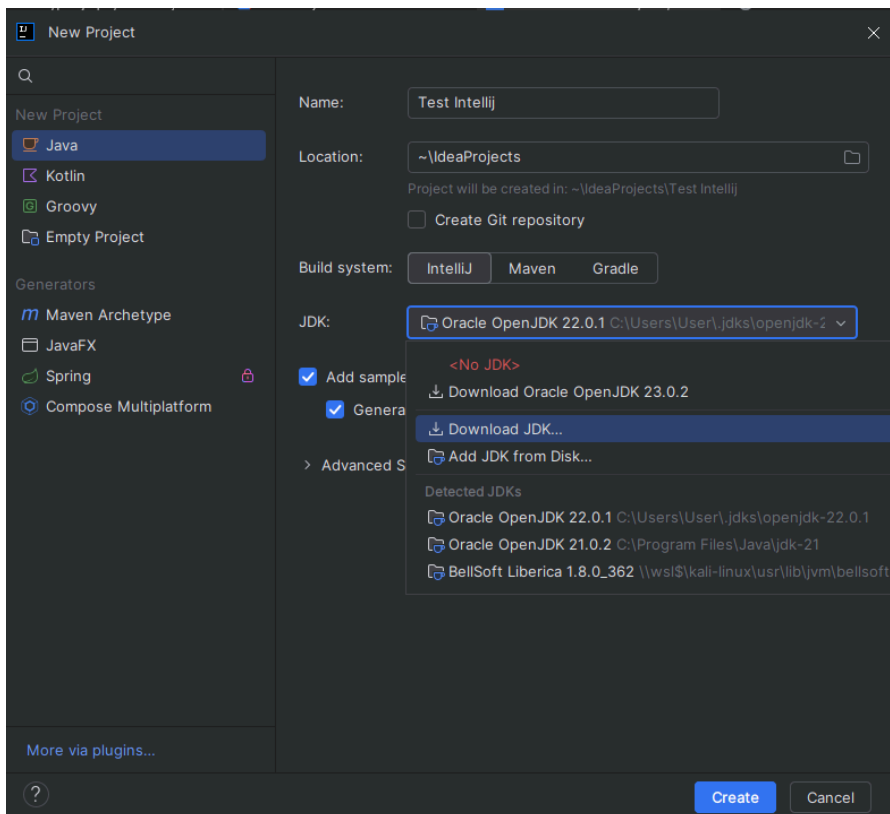 New Project
New Project
Java
Kotlin
Groovy
Empty Project
Generators
Maven Archetype
JavaFX
Spring
Compose Multiplatform
More via plugins...
Name: Test Intellij
Location: ~\IdeaProjects
Project will be created in: ~\IdeaProjects\Test Intellij
Create Git repository
Build system: IntelliJ Maven Gradle
JDK: Oracle OpenJDK 22.0.1 C:\Users\User\.jdks\openjdk-2
Add sample
Genera
Advanced S
<No JDK>
Download Oracle OpenJDK 23.0.2
Download JDK...
Add JDK from Disk...
Detected JDKs
Oracle OpenJDK 22.0.1 C:\Users\User\.jdks\openjdk-22.0.1
Oracle OpenJDK 21.0.2 C:\Program Files\Java\jdk-21
BellSoft Liberica 1.8.0_362 \\wsl$\kali-linux\usr\lib\jvm\bellsoft
? Create Cancel